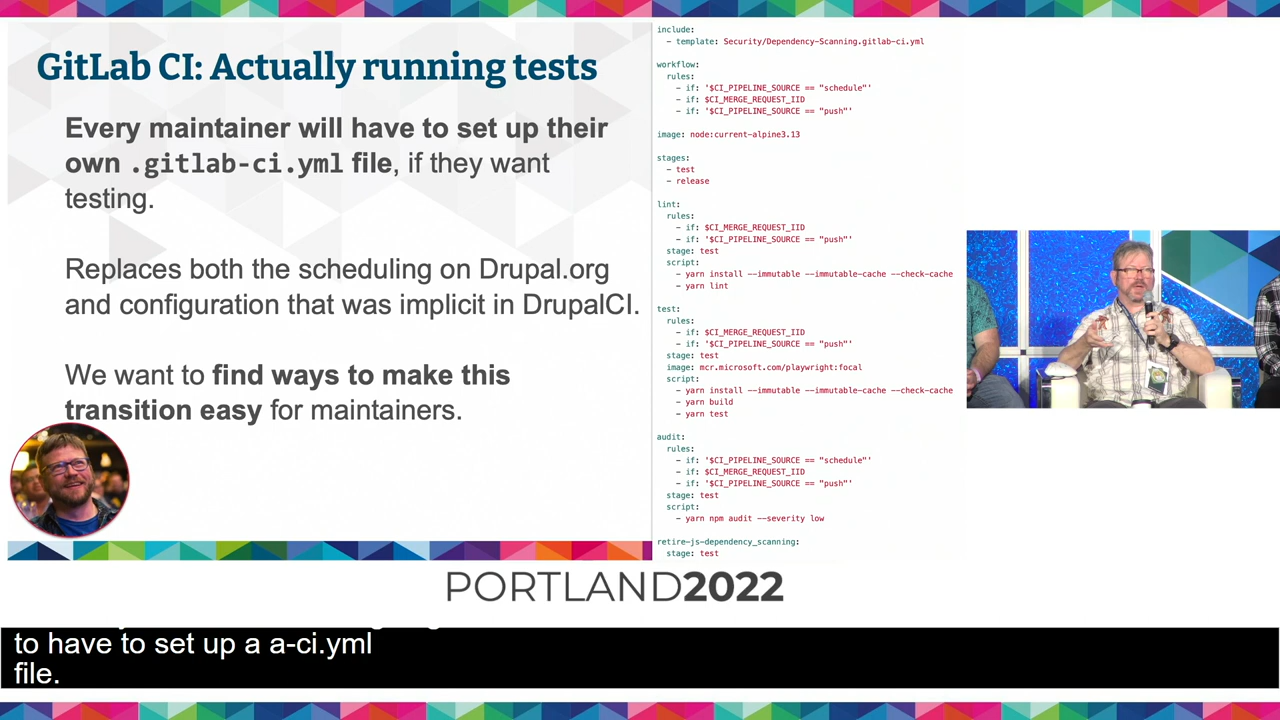 GitLab CI: Actually running tests
Every maintainer will have to set up their
own .gitlab-ci.yml file, if they want
testing.
Replaces both the scheduling on Drupal.org
and configuration that was implicit in DrupalCI.
We want to find ways to make this
transition easy for maintainers.
include:
- template: Security/Dependency-Scanning.gitlab-ci.yml
workflow:
rules:
- if: '$CI_PIPELINE_SOURCE == "schedule"'
- if: $CI_MERGE_REQUEST_IID
- if: '$CI_PIPELINE_SOURCE == "push"'
image: node:current-alpine3.13
stages:
- test
- release
lint:
rules:
- if: $CI_MERGE_REQUEST_IID
- if: '$CI_PIPELINE_SOURCE == "push"'
stage: test
script:
- yarn install --immutable --immutable-cache --check-cache
- yarn lint
test:
rules:
- if: $CI_MERGE_REQUEST_IID
- if: '$CI_PIPELINE_SOURCE == "push"'
stage: test
image: mcr.microsoft.com/playwright:focal
script:
- yarn install --immutable --immutable-cache --check-cache
- yarn build
- yarn test
audit:
rules:
- if: '$CI_PIPELINE_SOURCE == "schedule"'
- if: $CI_MERGE_REQUEST_IID
- if: '$CI_PIPELINE_SOURCE == "push"'
stage: test
script:
- yarn npm audit --severity low
retire-js-dependency_scanning:
stage: test
PORTLAND2022
to have to set up a a-ci.yml
file.